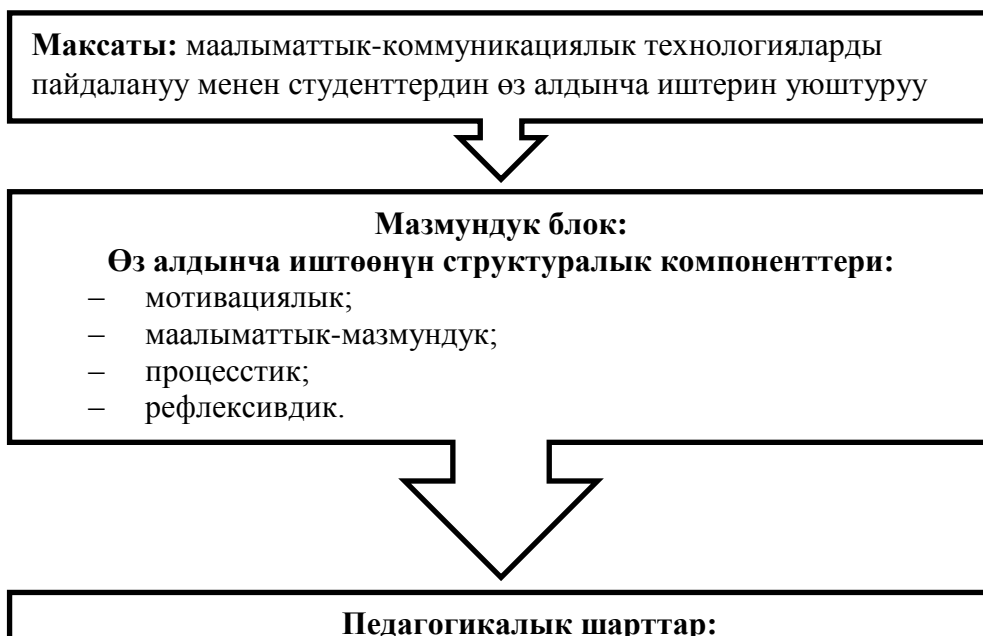 Максаты: маалыматтык-коммуникациялык технологияларды
пайдалануу менен студенттердин өз алдынча иштерин уюштуруу
Мазмундук блок:
Өз алдынча иштөөнүн структуралык компоненттери:
– мотивациялык;
– маалыматтык-мазмундук;
– процесстик;
– рефлексивдик.
Педагогикалык шарттар: